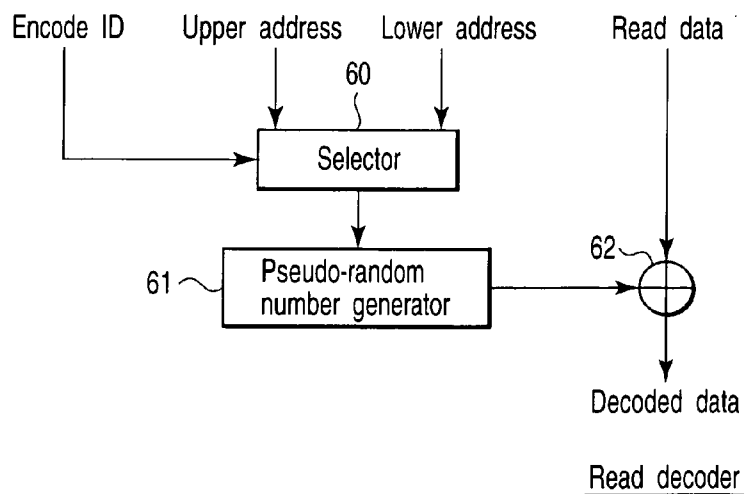 Encode ID
Upper address
Lower address
Read data
60
Selector
61
Pseudo-random
number generator
62
Decoded data
Read decoder